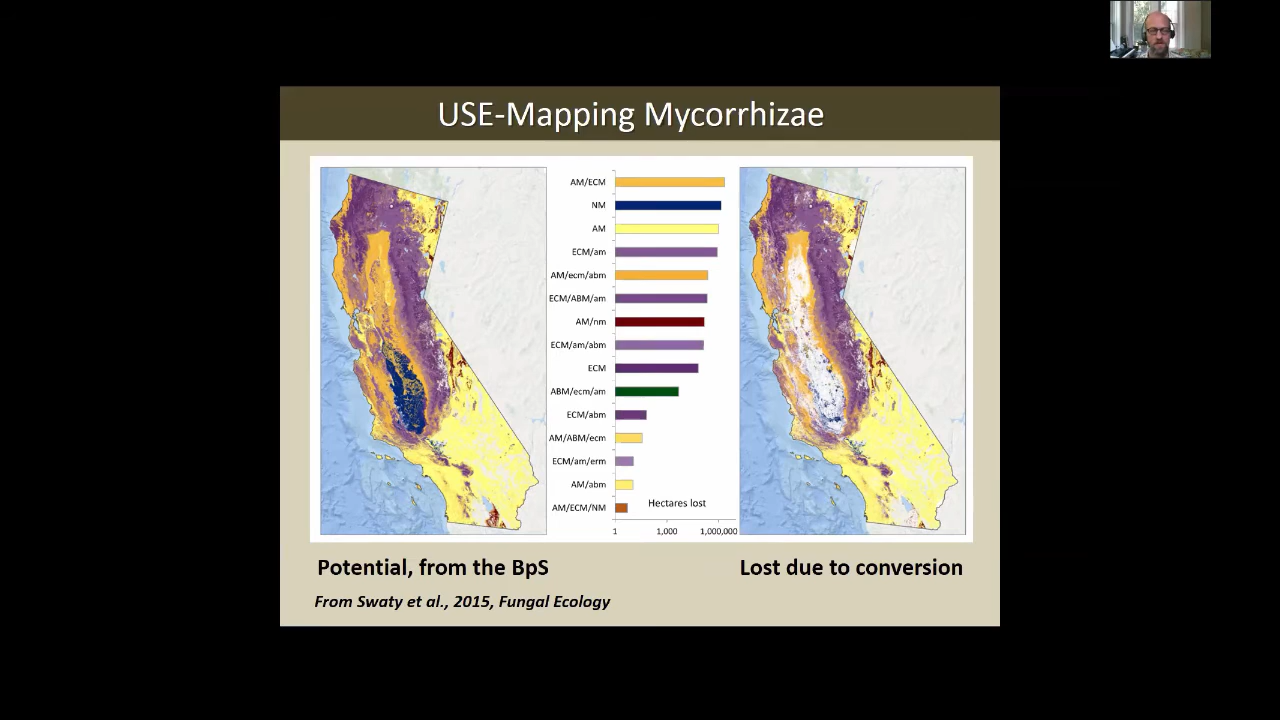 USE-Mapping Mycorrhizae
AM/ECM
NM
AM
ECM/am
AM/ecm/abm
ECM/ABM/am
AM/nm
ECM/am/abm
ECM
ABM/ecm/am
ECM/abm
AM/ABM/ecm
ECM/am/erm
AM/abm
AM/ECM/NM
Hectares lost
1 1,000 1,000,000
Potential, from the BpS
Lost due to conversion
From Swaty et al., 2015, Fungal Ecology